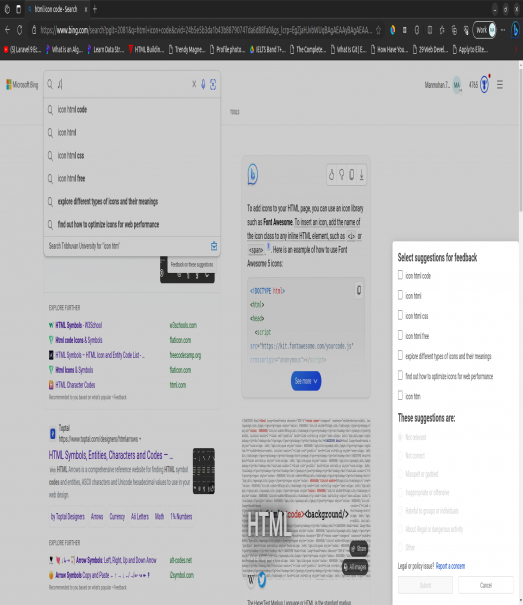 html icon code - Search
https://www.bing.com/search?pglt=2081&q=html+icon+code&cvid=
Work
(5) Laravel 9 Ec...
What is an Alg...
Learn Data Str...
HTML Buildin...
Trendy Magne...
Profile photo...
IELTS Band 7+...
The Complete...
What Is Git | E...
How Have You...
29 Web Devel...
Apply to Elite...
Microsoft Bing
Manmohan.7...
MA
4765
TOOLS
icon html code
icon html
icon html css
icon html free
explore different types of icons and their meanings
find out how to optimize icons for web performance
Search Tribhuvan University for "icon html"
Feedback on these suggestions
EXPLORE FURTHER
HTML Symbols - W3School
w3schools.com
Html code icons & Symbols
flaticon.com
HTML Symbols – HTML Icon and Entity Code List - ...
freecodecamp.org
Html Icons & Symbols
flaticon.com
HTML Character Codes
html.com
Recommended to you based on what's popular • Feedback
Toptal
https://www.toptal.com/designers/htmlarrows
HTML Symbols, Entities, Characters and Codes — ...
HTML Arrows is a comprehensive reference website for finding HTML symbol
codes and entities, ASCII characters and Unicode hexadecimal values to use in your
web design.
by Toptal Designers
Arrows
Currency
Æ Letters
Math
1⁄4 Numbers
EXPLORE FURTHER
Arrow Symbols: Left, Right, Up and Down Arrow
alt-codes.net
Arrow Symbols Copy and Paste
i2symbol.com
Recommended to you based on what's popular • Feedback
To add icons to your HTML page, you can use an icon library
such as Font Awesome. To insert an icon, add the name of
the icon class to any inline HTML element, such as <i> or
<span>. Here is an example of how to use Font
Awesome 5 icons:
<!DOCTYPE html>
<html>
<head>
<script
src="https://kit.fontawesome.com/yourcode.js"
crossorigin="anonymous"></script>
See more
HTML
code><background/>
Share
All images
The HyperText Markup Language or HTML is the standard markup
Select suggestions for feedback
icon html code
icon html
icon html css
icon html free
explore different types of icons and their meanings
find out how to optimize icons for web performance
icon htm
These suggestions are:
Not relevant
Not correct
Misspelt or garbled
Inappropriate or offensive
Hateful to groups or individuals
About illegal or dangerous activity
Other
Legal or policy issue? Report a concern
Submit
Cancel